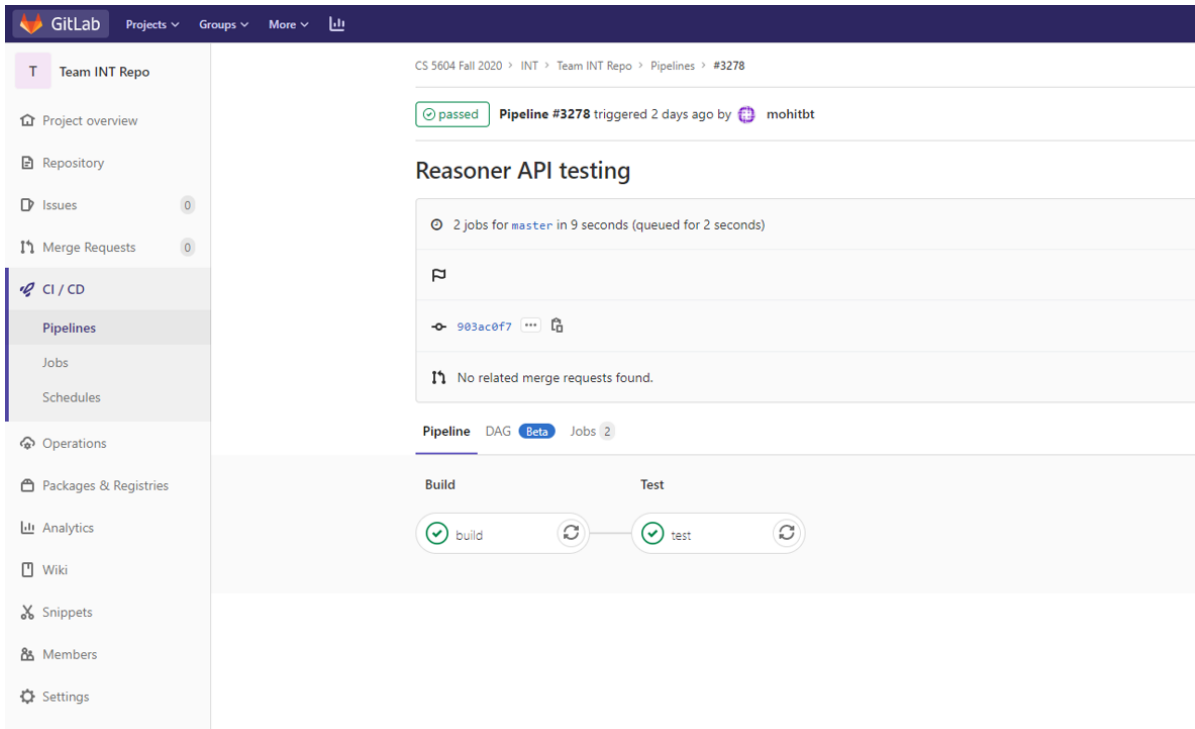 GitLab Projects Groups More
T Team INT Repo
Project overview
Repository
Issues 0
Merge Requests 0
CI / CD
Pipelines
Jobs
Schedules
Operations
Packages & Registries
Analytics
Wiki
Snippets
Members
Settings
CS 5604 Fall 2020 > INT > Team INT Repo > Pipelines > #3278
passed Pipeline #3278 triggered 2 days ago by mohitbt
Reasoner API testing
2 jobs for master in 9 seconds (queued for 2 seconds)
903ac0f7 ...
No related merge requests found.
Pipeline DAG Beta Jobs 2
Build Test
build test